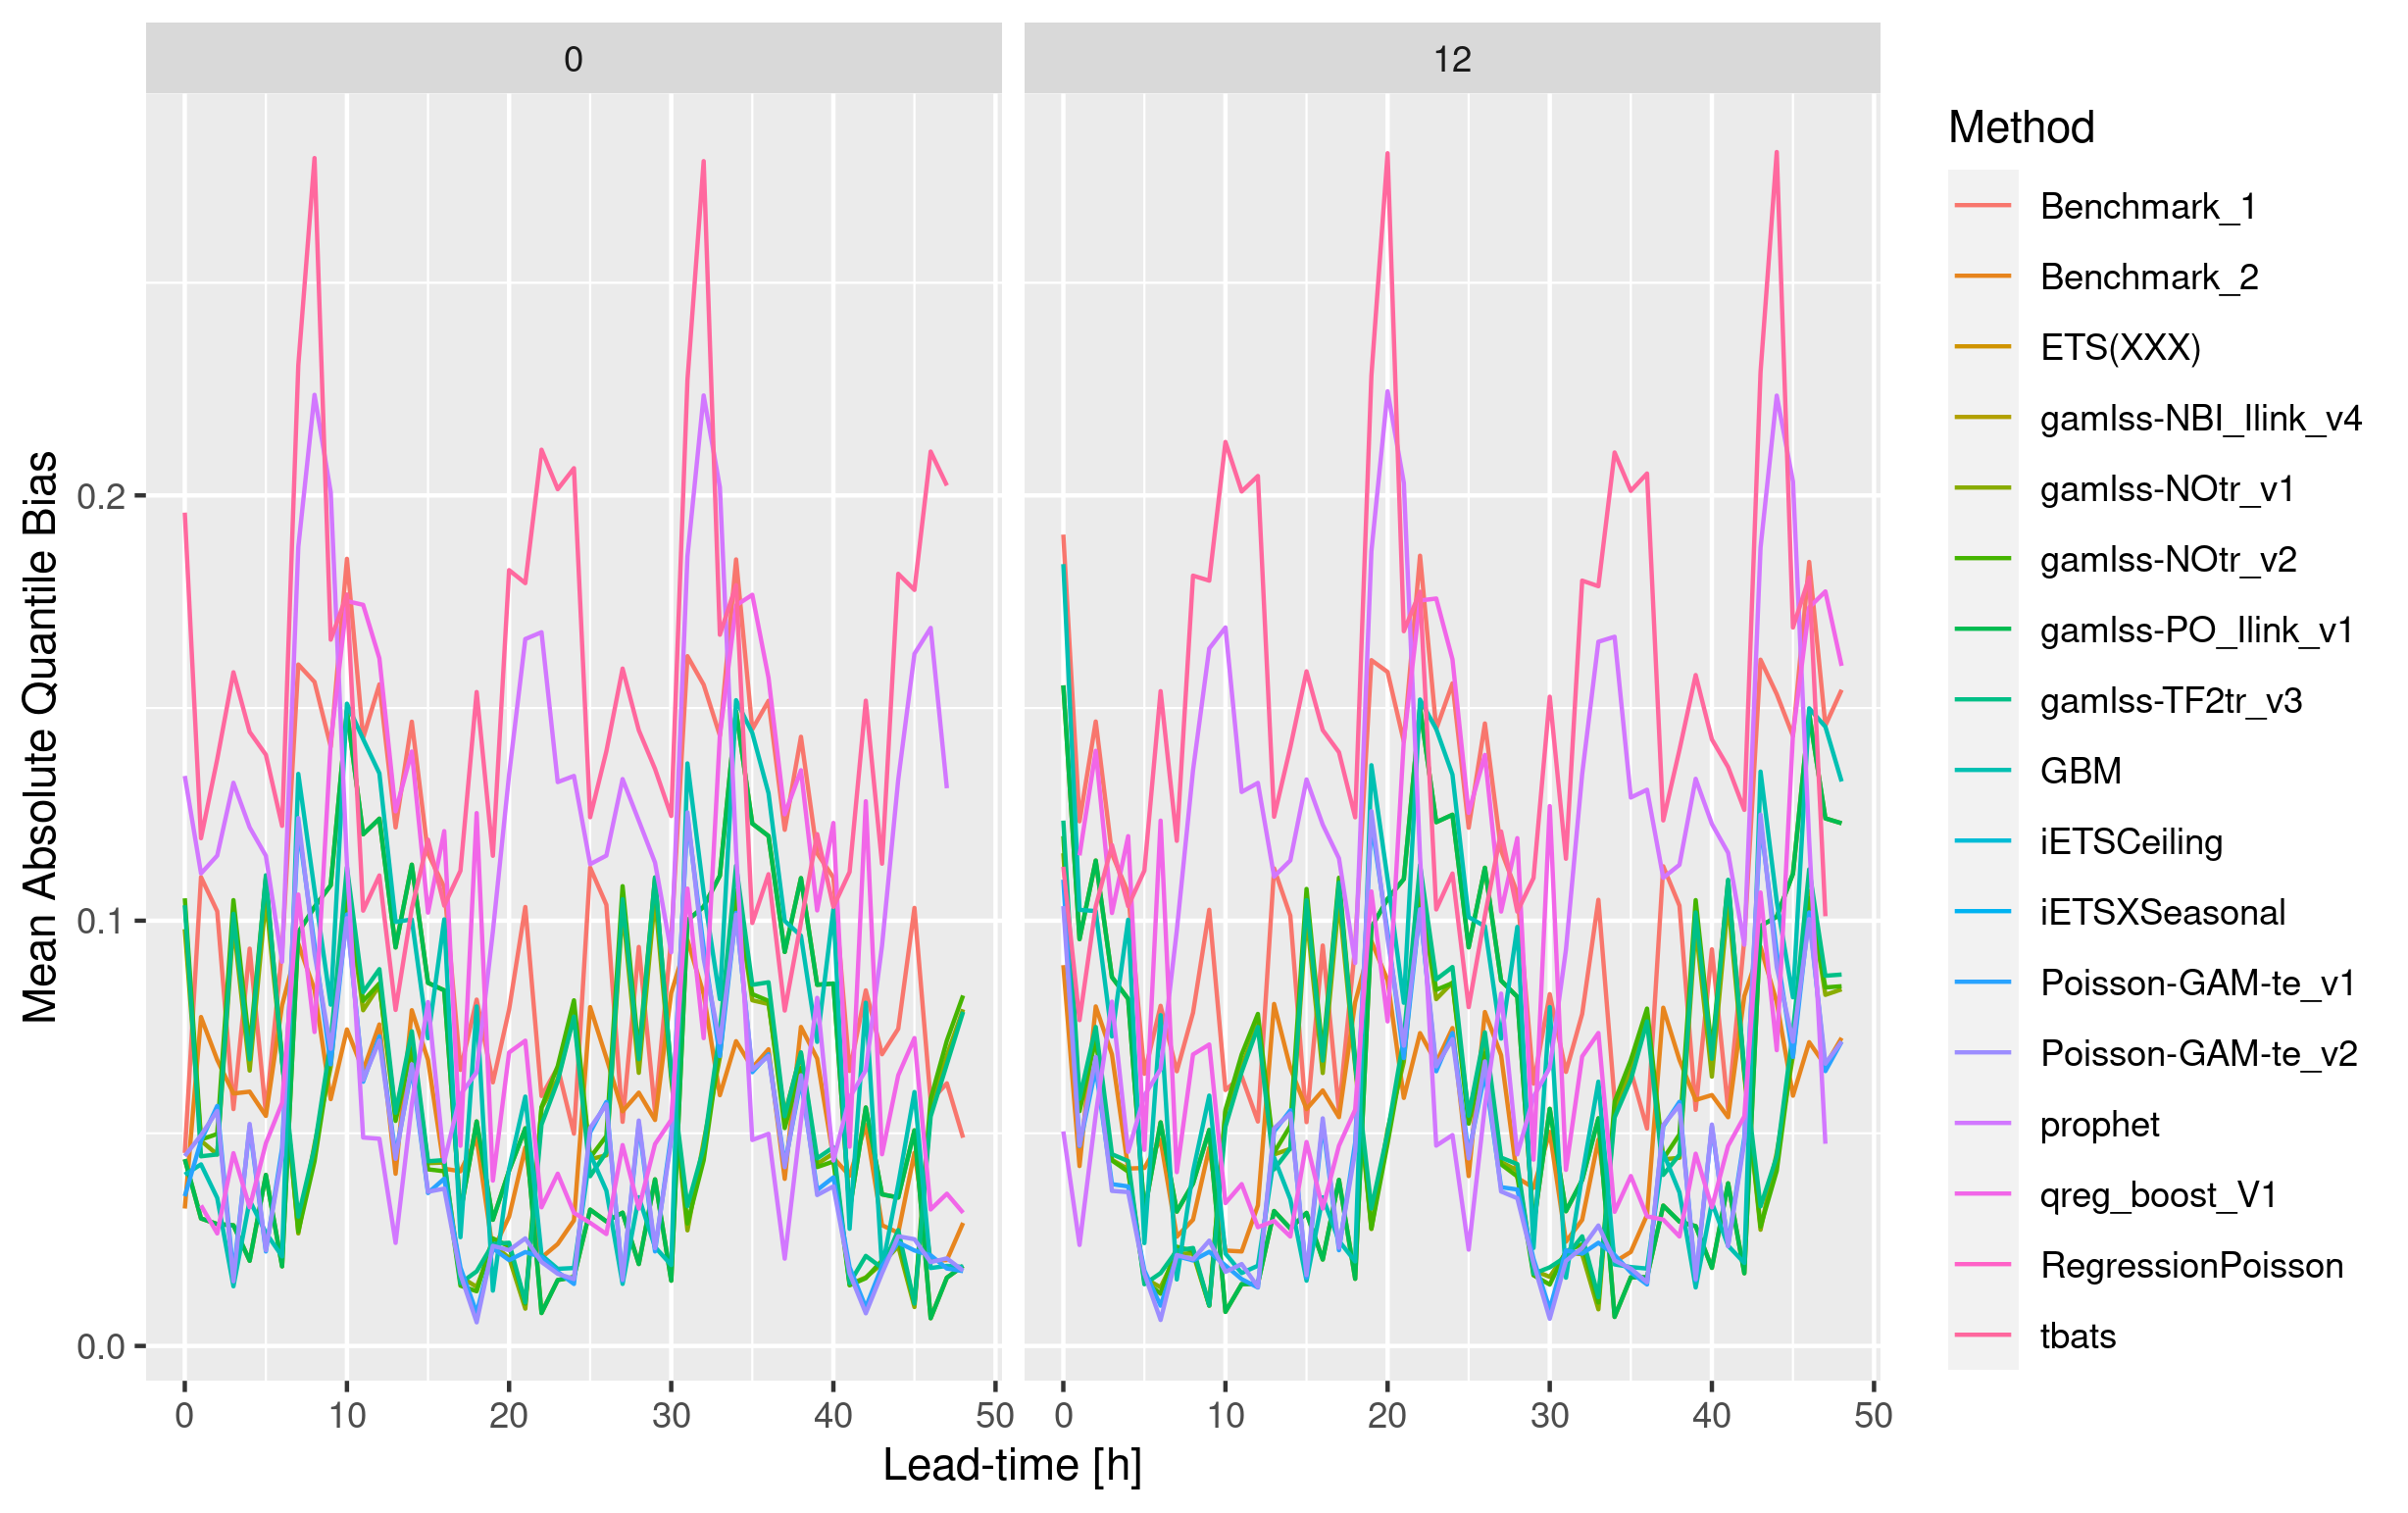 0
12
Mean Absolute Quantile Bias
0.2
0.1
0.0
0 10 20 30 40 50
0 10 20 30 40 50
Lead-time [h]
Method
Benchmark_1
Benchmark_2
ETS(XXX)
gamlss-NBI_llink_v4
gamlss-NOtr_v1
gamlss-NOtr_v2
gamlss-PO_llink_v1
gamlss-TF2tr_v3
GBM
iETSCeiling
iETSXSeasonal
Poisson-GAM-te_v1
Poisson-GAM-te_v2
prophet
qreg_boost_V1
RegressionPoisson
tbats